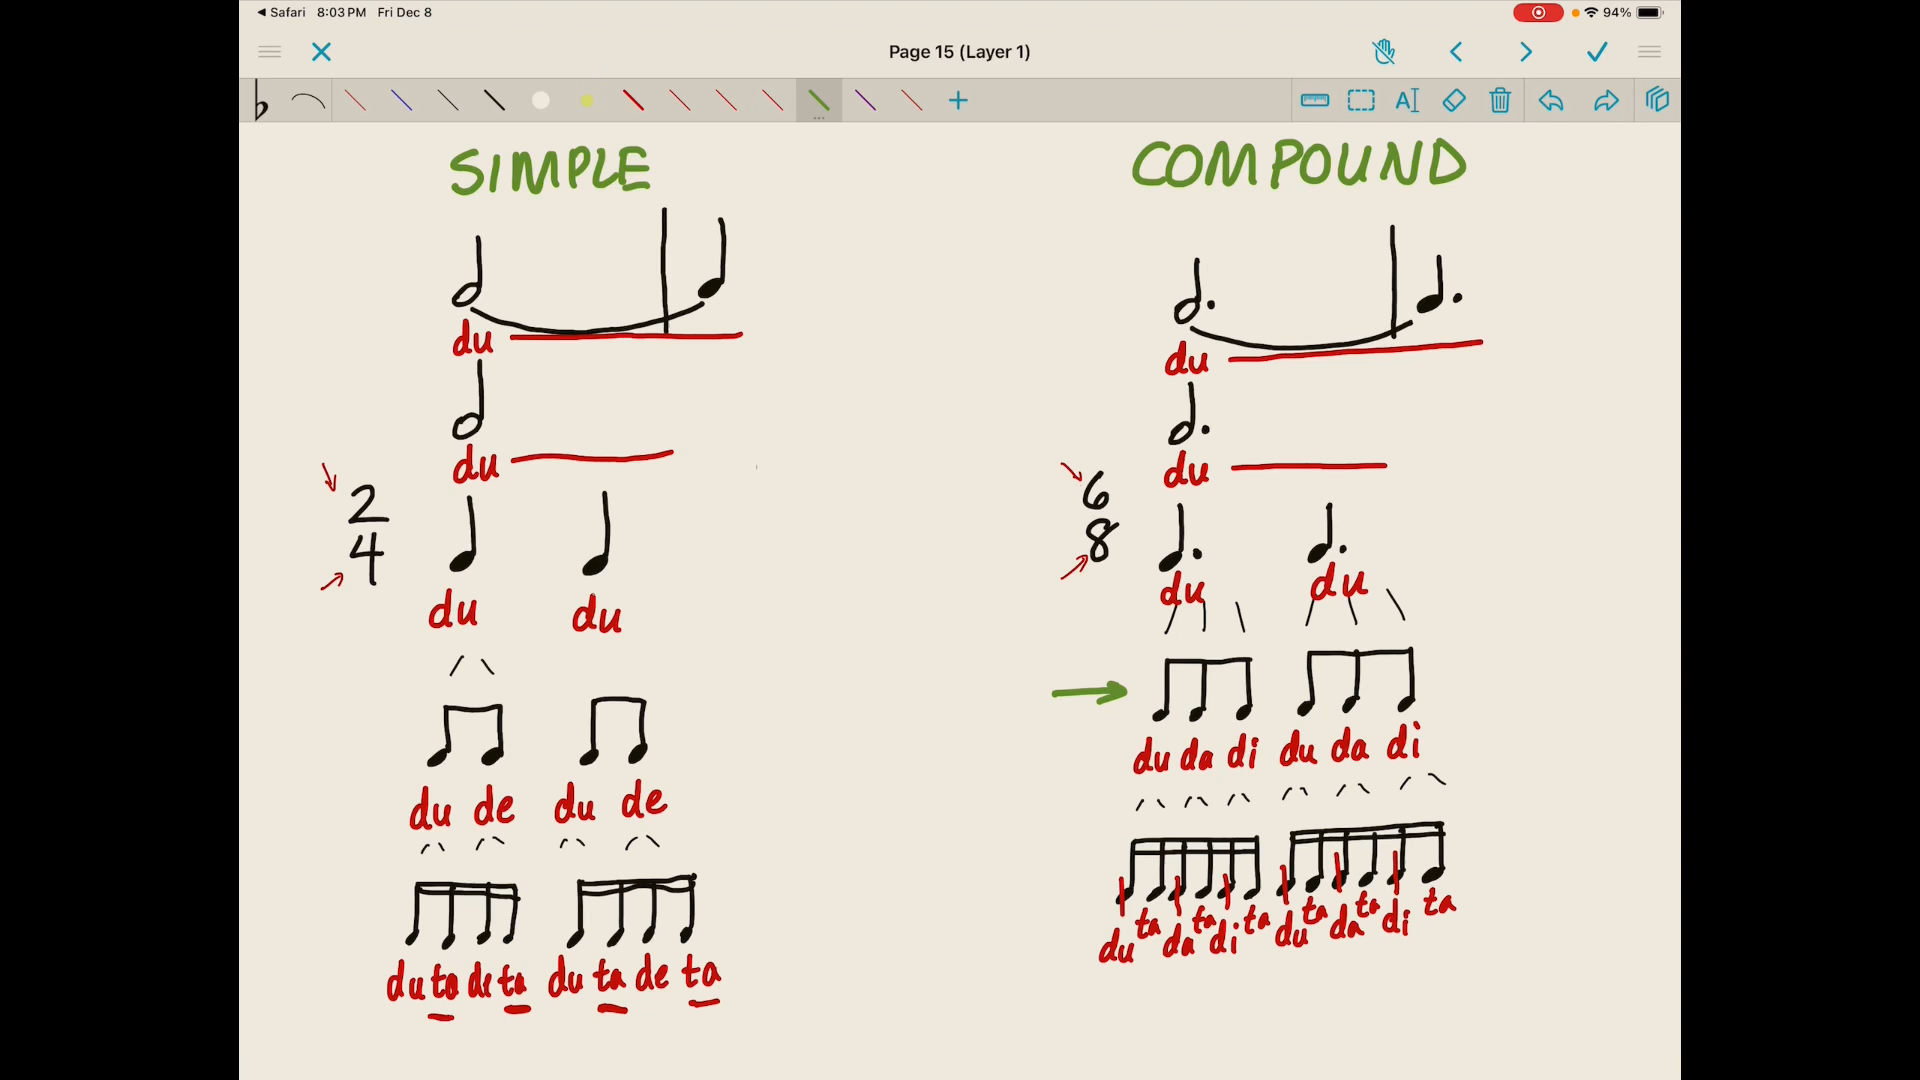 Safari 8:03 PM Fri Dec 8
94%
Page 15 (Layer 1)
A
SIMPLE
du
du
2
4
du du
du de du de
du ta de ta du ta de ta
COMPOUND
du
du
6
8
du du
du da di du da di
du ta da ta di ta du ta da ta di ta